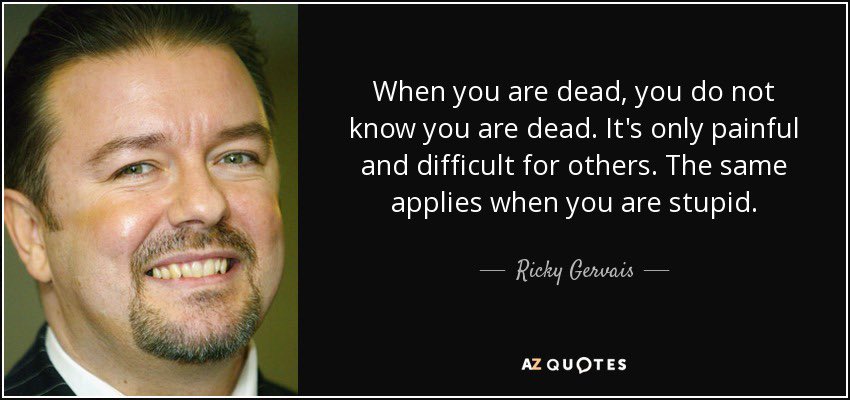 When you are dead, you do not
know you are dead. It's only painful
and difficult for others. The same
applies when you are stupid.
Ricky Gervais
AZ QUOTES